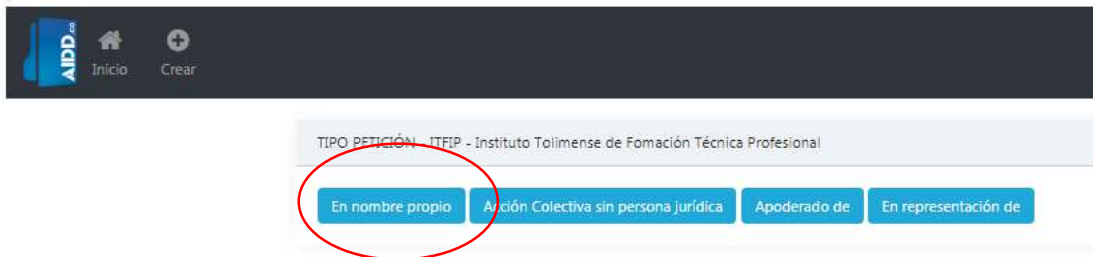 AIDD.co
Inicio
Crear
TIPO PETICIÓN - ITFIP - Instituto Tolimense de Fomación Técnica Profesional
En nombre propio
Acción Colectiva sin persona jurídica
Apoderado de
En representación de